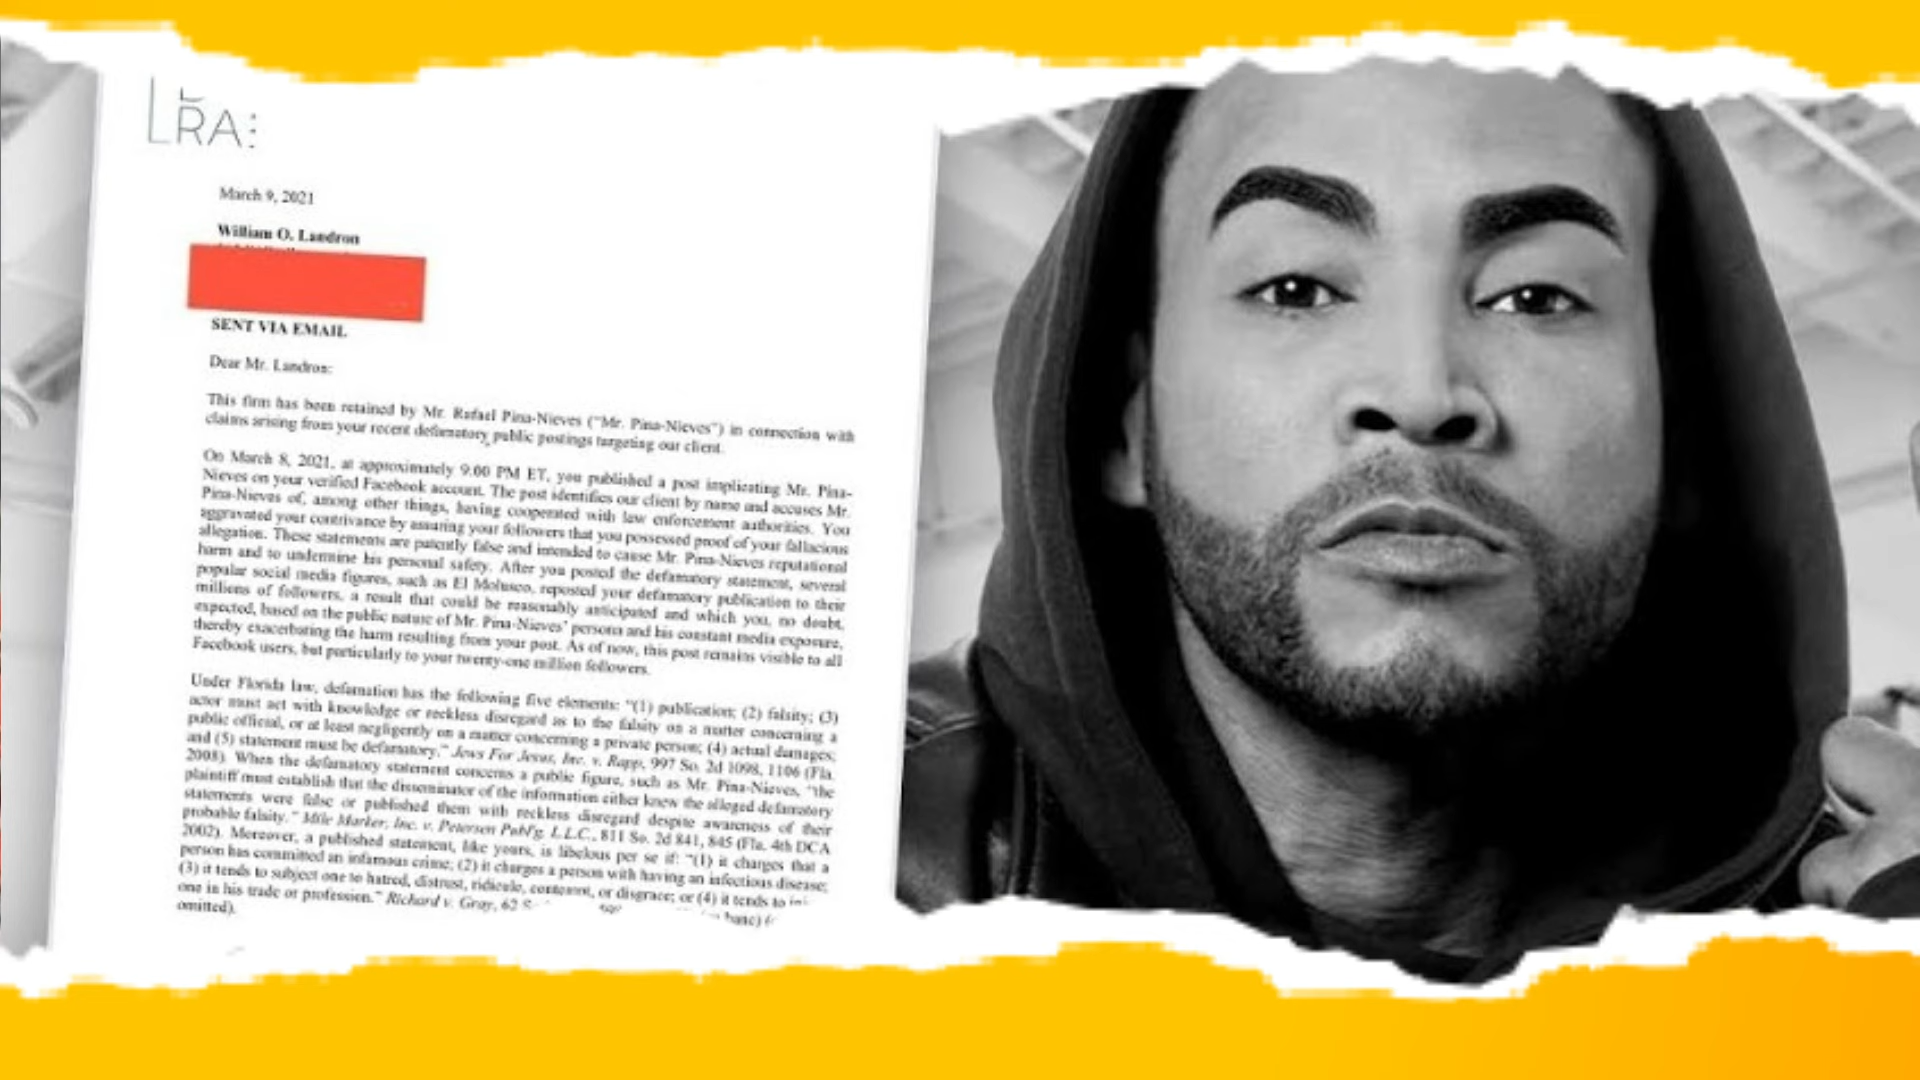 LRA:
March 9, 2021
William O. Landron
SENT VIA EMAIL
Dear Mr. Landron:
This firm has been retained by Mr. Rafael Pina-Nieves ("Mr. Pina-Nieves") in connection with
claims arising from your recent defamatory public postings targeting our client.
On March 8, 2021, at approximately 9:00 PM ET, you published a post implicating Mr. Pina-
Nieves on your verified Facebook account. The post identifies our client by name and accuses Mr.
Pina-Nieves of, among other things, having cooperated with law enforcement authorities. You
aggravated your contrivance by assuring your followers that you possessed proof of your fallacious
allegation. These statements are patently false and intended to cause Mr. Pina-Nieves reputational
harm and to undermine his personal safety. After you posted the defamatory statement, several
popular social media figures, such as El Molusco, reposted your defamatory publication to their
millions of followers, a result that could be reasonably anticipated and which you, no doubt,
expected, based on the public nature of Mr. Pina-Nieves' persona and his constant media exposure,
thereby exacerbating the harm resulting from your post. As of now, this post remains visible to all
Facebook users, but particularly to your twenty-one million followers.
Under Florida law, defamation has the following five elements: "(1) publication; (2) falsity; (3)
actor must act with knowledge or reckless disregard as to the falsity on a matter concerning a
public official, or at least negligently on a matter concerning a private person; (4) actual damages;
and (5) statement must be defamatory." Jews For Jesus, Inc. v. Rapp, 997 So. 2d 1098, 1106 (Fla.
2008). When the defamatory statement concerns a public figure, such as Mr. Pina-Nieves, "the
plaintiff must establish that the disseminator of the information either knew the alleged defamatory
statements were false or published them with reckless disregard despite awareness of their
probable falsity." Mile Marker, Inc. v. Petersen Publ'g, L.L.C., 811 So. 2d 841, 845 (Fla. 4th DCA
2002). Moreover, a published statement, like yours, is libelous per se if: "(1) it charges that a
person has committed an infamous crime; (2) it charges a person with having an infectious disease;
(3) it tends to subject one to hatred, distrust, ridicule, contempt, or disgrace; or (4) it tends to
one in his trade or profession." Richard v. Gray, 62 banc)
omitted).